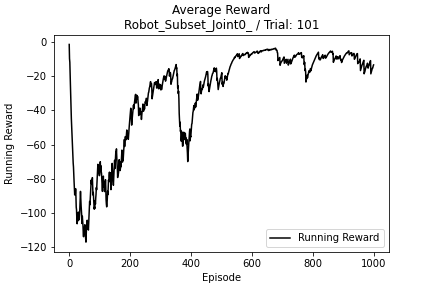 Average Reward
Robot_Subset_Joint0_ / Trial: 101
Running Reward
0
−20
−40
−60
−80
−100
−120
0
200
400
600
800
1000
Episode
Running Reward